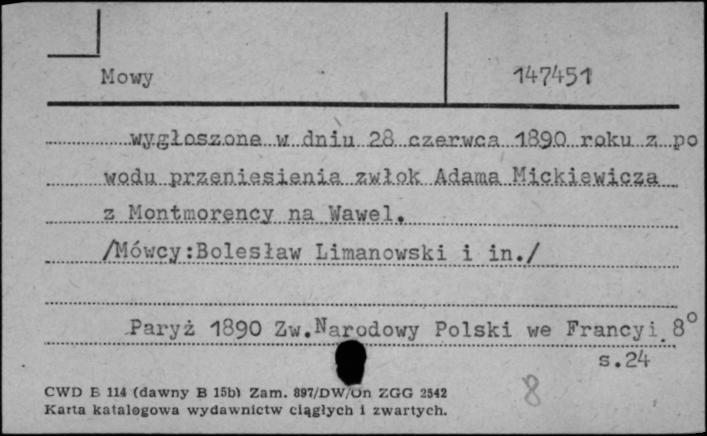 Mowy 147451
wygłoszone w dniu 28 czerwca 1890 roku z po
wodu przeniesienia zwłok Adama Mickiewicza
z Montmorency na Wawel.
/Mówcy:Bolesław Limanowski i in./
Paryż 1890 Zw.Narodowy Polski we Francyi 8°
s.24
8
CWD B 114 (dawny B 15b) Zam. 897/DW/Un ZGG 2542
Karta katalogowa wydawnictw ciągłych i zwartych.